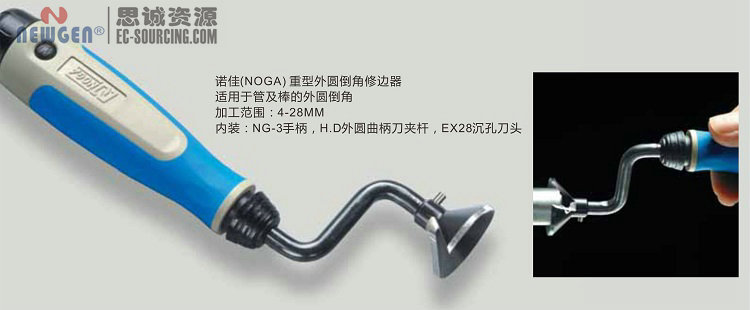 NEWGEN
思诚资源
EC-SOURCING.COM
NOGA
诺佳(NOGA) 重型外圆倒角修边器
适用于管及棒的外圆倒角
加工范围：4-28MM
内装：NG-3手柄，H.D外圆曲柄刀夹杆，EX28沉孔刀头